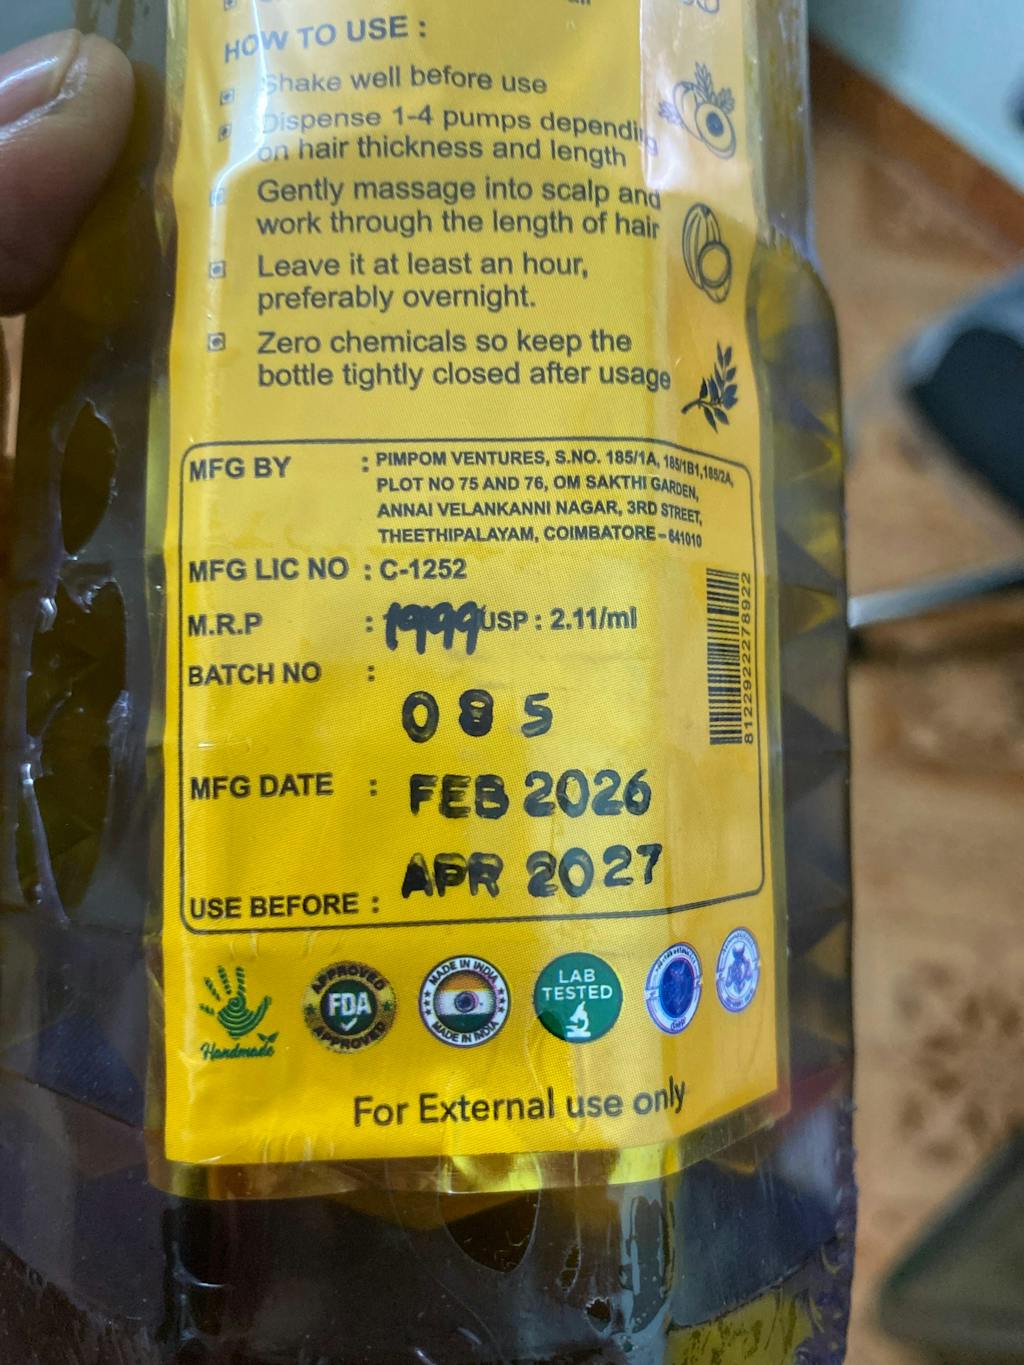 HOW TO USE :
Shake well before use
Dispense 1-4 pumps depending
on hair thickness and length
Gently massage into scalp and
work through the length of hair
Leave it at least an hour,
preferably overnight.
Zero chemicals so keep the
bottle tightly closed after usage
MFG BY : PIMPOM VENTURES, S.NO. 185/1A, 185/1B1,185/2A,
PLOT NO 75 AND 76, OM SAKTHI GARDEN,
ANNAI VELANKANNI NAGAR, 3RD STREET,
THEETHIPALAYAM, COIMBATORE - 641010
MFG LIC NO : C-1252
M.R.P : 1999 USP : 2.11/ml
BATCH NO :
085
MFG DATE : FEB 2026
APR 2027
USE BEFORE :
8122922278922
Handmade
APPROVED
FDA
APPROVED
MADE IN INDIA
MADE IN INDIA
LAB
TESTED
For External use only